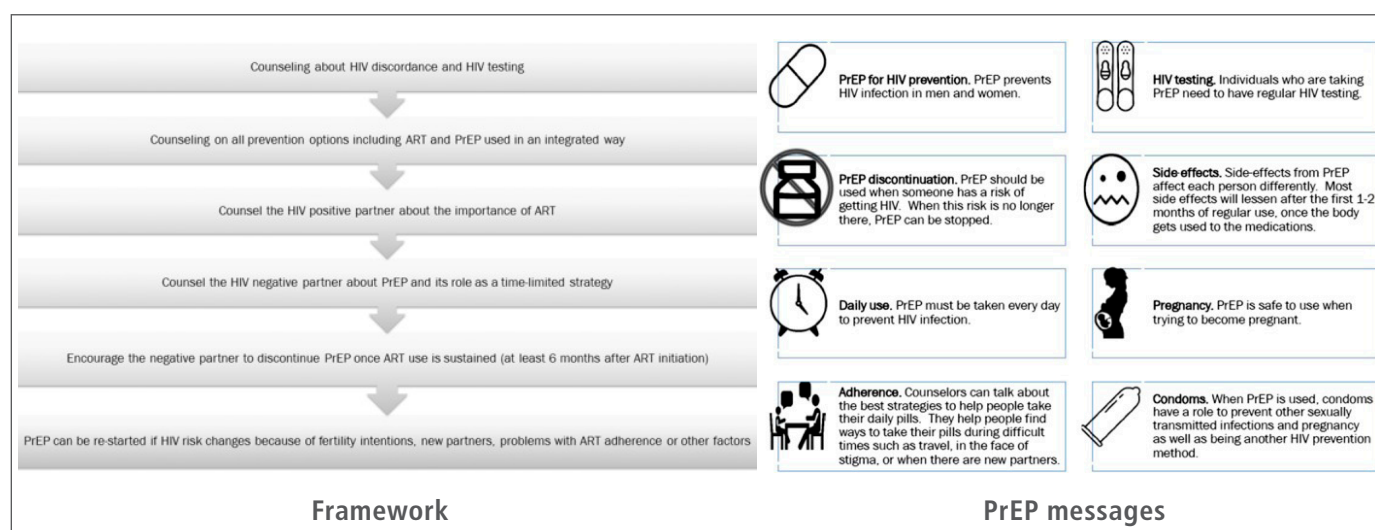 Counseling about HIV discordance and HIV testing
Counseling on all prevention options including ART and PrEP used in an integrated way
Counsel the HIV positive partner about the importance of ART
Counsel the HIV negative partner about PrEP and its role as a time-limited strategy
Encourage the negative partner to discontinue PrEP once ART use is sustained (at least 6 months after ART initiation)
PrEP can be re-started if HIV risk changes because of fertility intentions, new partners, problems with ART adherence or other factors
Framework
PrEP for HIV prevention. PrEP prevents
HIV infection in men and women.
HIV testing. Individuals who are taking
PrEP need to have regular HIV testing.
PrEP discontinuation. PrEP should be
used when someone has a risk of
getting HIV. When this risk is no longer
there, PrEP can be stopped.
Side-effects. Side-effects from PrEP
affect each person differently. Most
side effects will lessen after the first 1-2
months of regular use, once the body
gets used to the medications.
Daily use. PrEP must be taken every day
to prevent HIV infection.
Pregnancy. PrEP is safe to use when
trying to become pregnant.
Adherence. Counselors can talk about
the best strategies to help people take
their daily pills. They help people find
ways to take their pills during difficult
times such as travel, in the face of
stigma, or when there are new partners.
Condoms. When PrEP is used, condoms
have a role to prevent other sexually
transmitted infections and pregnancy
as well as being another HIV prevention
method.
PrEP messages